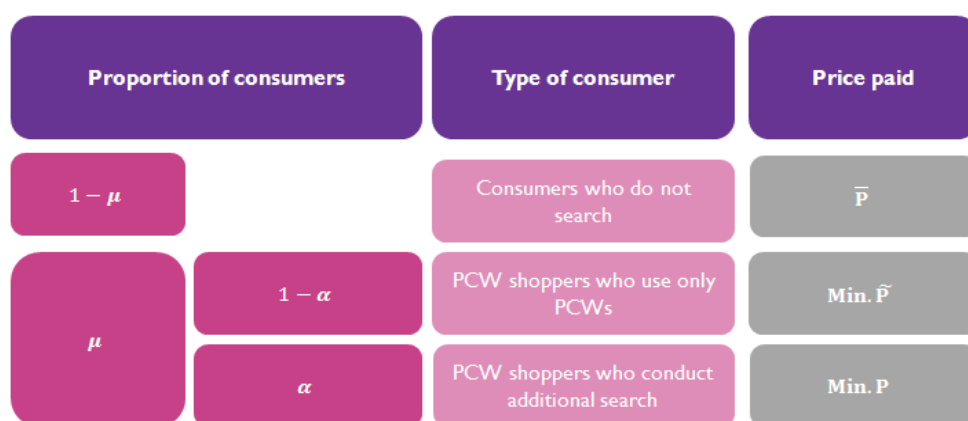 Proportion of consumers
Type of consumer
Price paid
1 − μ
Consumers who do not
search
P̅
μ
1 − α
PCW shoppers who use only
PCWs
Min. P̃
α
PCW shoppers who conduct
additional search
Min. P